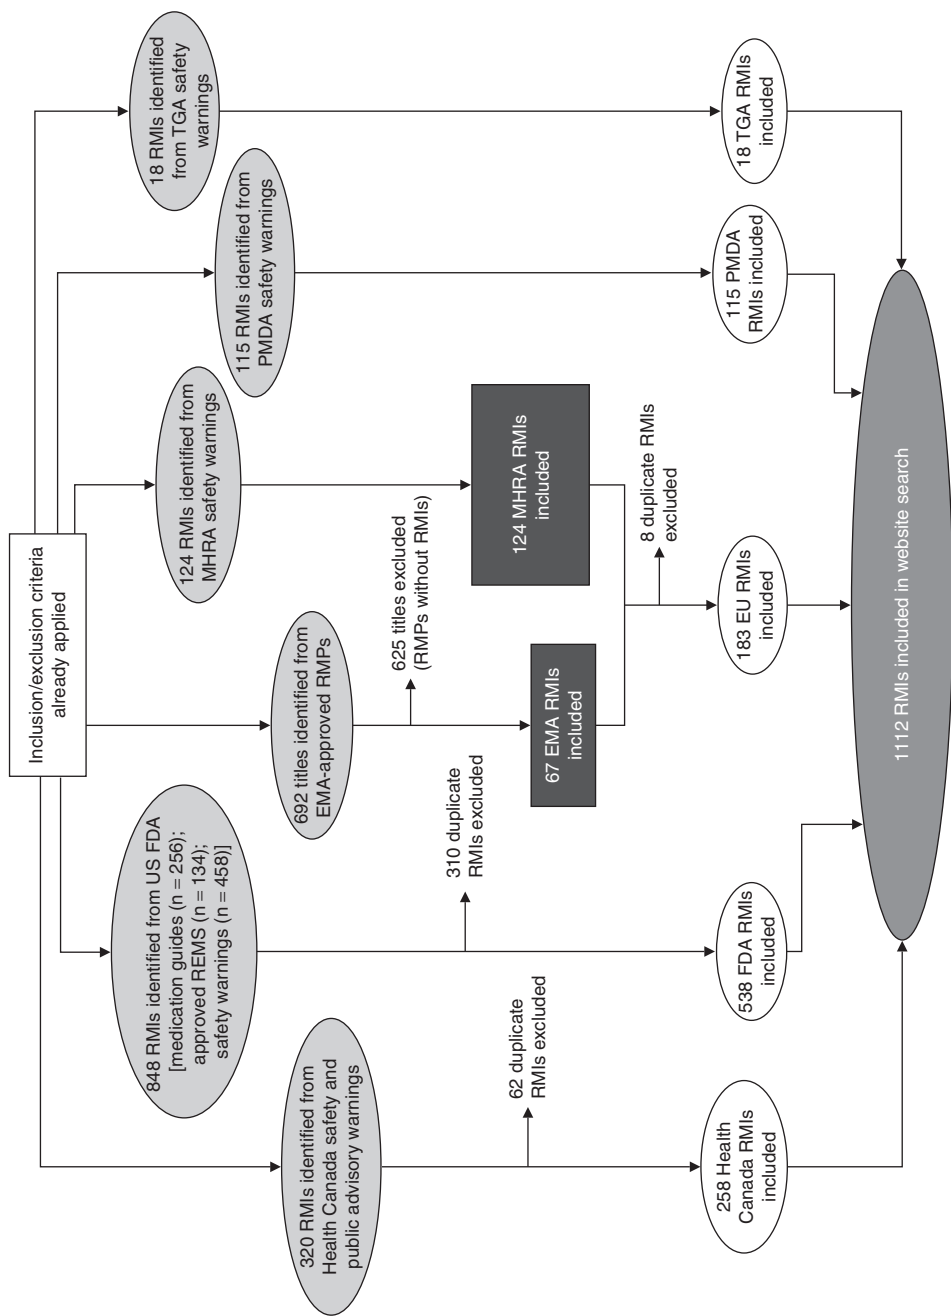 Inclusion/exclusion criteria
already applied
320 RMIs identified from
Health Canada safety and
public advisory warnings
848 RMIs identified from US FDA
[medication guides (n = 256);
approved REMS (n = 134);
safety warnings (n = 458)]
692 titles identified from
EMA-approved RMPs
124 RMIs identified from
MHRA safety warnings
115 RMIs identified from
PMDA safety warnings
18 RMIs identified
from TGA safety
warnings
62 duplicate
RMIs excluded
310 duplicate
RMIs excluded
625 titles excluded
(RMPs without RMIs)
67 EMA RMIs
included
124 MHRA RMIs
included
8 duplicate RMIs
excluded
258 Health
Canada RMIs
included
538 FDA RMIs
included
183 EU RMIs
included
115 PMDA
RMIs included
18 TGA RMIs
included
1112 RMIs included in website search